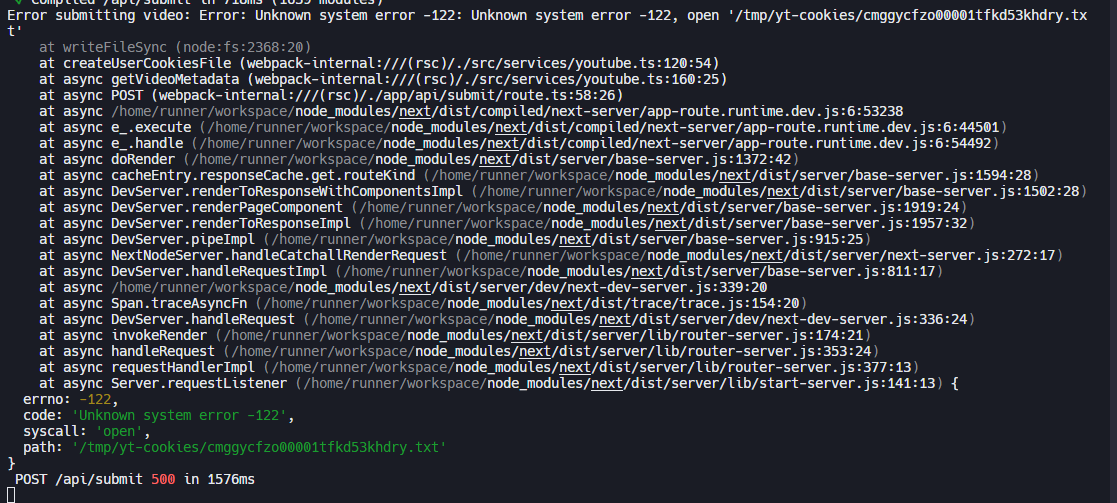 ✓ Compiled /api/submit in 718ms (1859 modules)
Error submitting video: Error: Unknown system error -122: Unknown system error -122, open '/tmp/yt-cookies/cmggycfzo00001tfkd53khdry.tx
t'
at writeFileSync (node:fs:2368:20)
at createUserCookiesFile (webpack-internal:///(rsc)/./src/services/youtube.ts:120:54)
at async getVideoMetadata (webpack-internal:///(rsc)/./src/services/youtube.ts:160:25)
at async POST (webpack-internal:///(rsc)/./app/api/submit/route.ts:58:26)
at async /home/runner/workspace/node_modules/next/dist/compiled/next-server/app-route.runtime.dev.js:6:53238
at async e_.execute (/home/runner/workspace/node_modules/next/dist/compiled/next-server/app-route.runtime.dev.js:6:44501)
at async e_.handle (/home/runner/workspace/node_modules/next/dist/compiled/next-server/app-route.runtime.dev.js:6:54492)
at async doRender (/home/runner/workspace/node_modules/next/dist/server/base-server.js:1372:42)
at async cacheEntry.responseCache.get.routeKind (/home/runner/workspace/node_modules/next/dist/server/base-server.js:1594:28)
at async DevServer.renderToResponseWithComponentsImpl (/home/runner/workspace/node_modules/next/dist/server/base-server.js:1502:28)
at async DevServer.renderPageComponent (/home/runner/workspace/node_modules/next/dist/server/base-server.js:1919:24)
at async DevServer.renderToResponseImpl (/home/runner/workspace/node_modules/next/dist/server/base-server.js:1957:32)
at async DevServer.pipeImpl (/home/runner/workspace/node_modules/next/dist/server/base-server.js:915:25)
at async NextNodeServer.handleCatchallRenderRequest (/home/runner/workspace/node_modules/next/dist/server/next-server.js:272:17)
at async DevServer.handleRequestImpl (/home/runner/workspace/node_modules/next/dist/server/base-server.js:811:17)
at async /home/runner/workspace/node_modules/next/dist/server/dev/next-dev-server.js:339:20
at async Span.traceAsyncFn (/home/runner/workspace/node_modules/next/dist/trace/trace.js:154:20)
at async DevServer.handleRequest (/home/runner/workspace/node_modules/next/dist/server/dev/next-dev-server.js:336:24)
at async invokeRender (/home/runner/workspace/node_modules/next/dist/server/lib/router-server.js:174:21)
at async handleRequest (/home/runner/workspace/node_modules/next/dist/server/lib/router-server.js:353:24)
at async requestHandlerImpl (/home/runner/workspace/node_modules/next/dist/server/lib/router-server.js:377:13)
at async Server.requestListener (/home/runner/workspace/node_modules/next/dist/server/lib/start-server.js:141:13) {
errno: -122,
code: 'Unknown system error -122',
syscall: 'open',
path: '/tmp/yt-cookies/cmggycfzo00001tfkd53khdry.txt'
}
POST /api/submit 500 in 1576ms